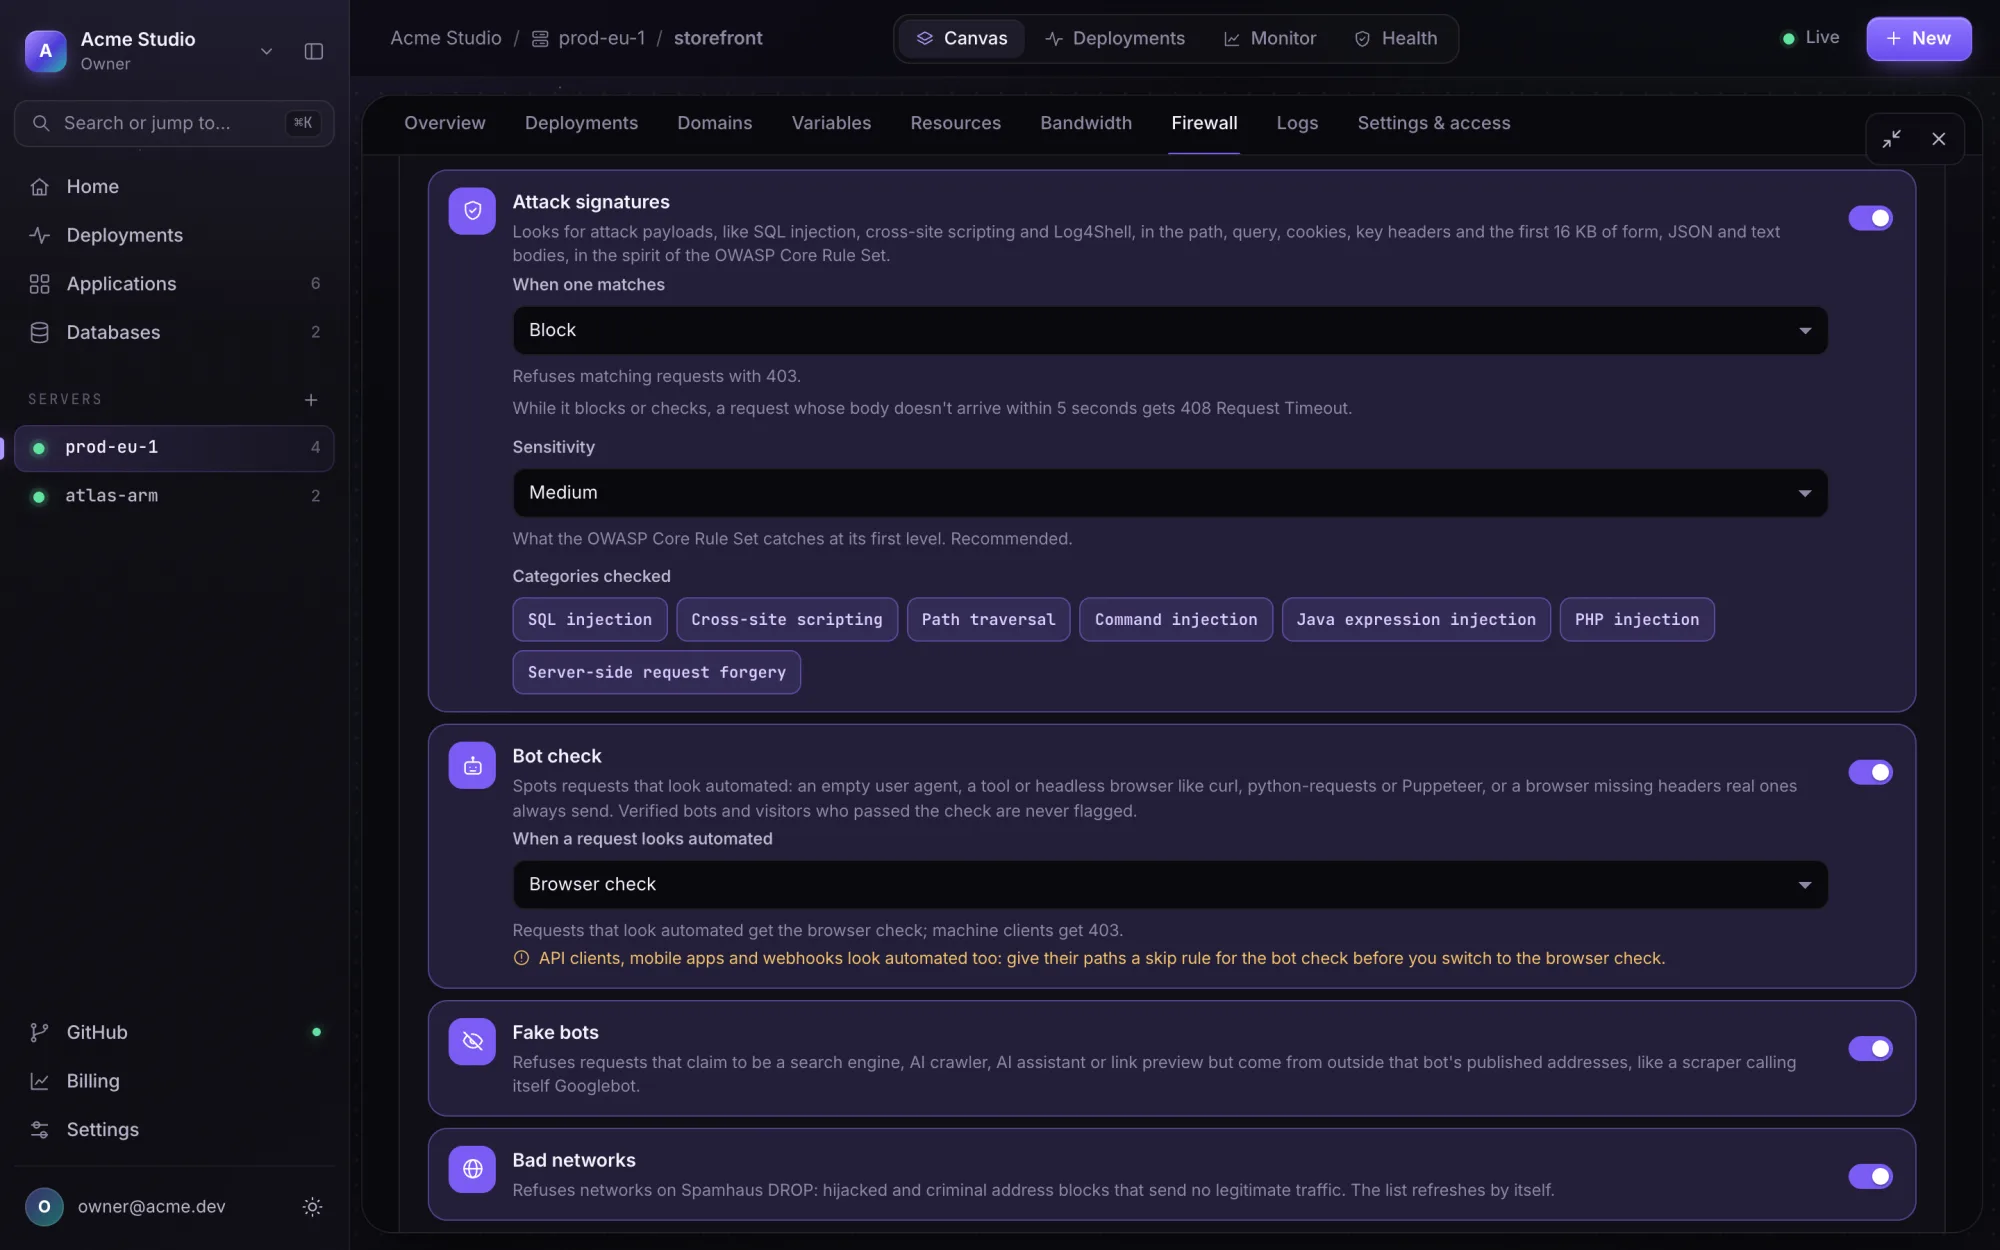 A
Acme Studio
Owner
Search or jump to...
⌘K
Home
Deployments
Applications
6
Databases
2
SERVERS
prod-eu-1
4
atlas-arm
2
GitHub
Billing
Settings
O
owner@acme.dev
Acme Studio / prod-eu-1 / storefront
Canvas
Deployments
Monitor
Health
Live
New
Overview
Deployments
Domains
Variables
Resources
Bandwidth
Firewall
Logs
Settings & access
Attack signatures
Looks for attack payloads, like SQL injection, cross-site scripting and Log4Shell, in the path, query, cookies, key headers and the first 16 KB of form, JSON and text
bodies, in the spirit of the OWASP Core Rule Set.
When one matches
Block
Refuses matching requests with 403.
While it blocks or checks, a request whose body doesn't arrive within 5 seconds gets 408 Request Timeout.
Sensitivity
Medium
What the OWASP Core Rule Set catches at its first level. Recommended.
Categories checked
SQL injection
Cross-site scripting
Path traversal
Command injection
Java expression injection
PHP injection
Server-side request forgery
Bot check
Spots requests that look automated: an empty user agent, a tool or headless browser like curl, python-requests or Puppeteer, or a browser missing headers real ones
always send. Verified bots and visitors who passed the check are never flagged.
When a request looks automated
Browser check
Requests that look automated get the browser check; machine clients get 403.
API clients, mobile apps and webhooks look automated too: give their paths a skip rule for the bot check before you switch to the browser check.
Fake bots
Refuses requests that claim to be a search engine, AI crawler, AI assistant or link preview but come from outside that bot's published addresses, like a scraper calling
itself Googlebot.
Bad networks
Refuses networks on Spamhaus DROP: hijacked and criminal address blocks that send no legitimate traffic. The list refreshes by itself.